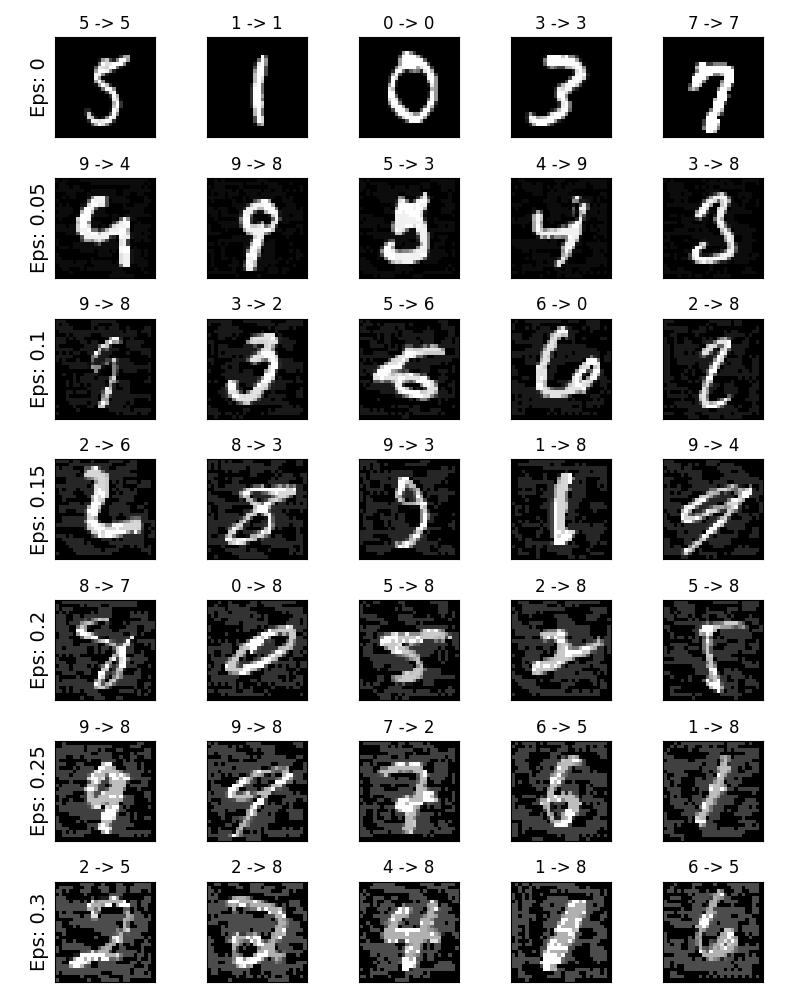 5 -> 5 1 -> 1 0 -> 0 3 -> 3 7 -> 7
Eps: 0
9 -> 4 9 -> 8 5 -> 3 4 -> 9 3 -> 8
Eps: 0.05
9 -> 8 3 -> 2 5 -> 6 6 -> 0 2 -> 8
Eps: 0.1
2 -> 6 8 -> 3 9 -> 3 1 -> 8 9 -> 4
Eps: 0.15
8 -> 7 0 -> 8 5 -> 8 2 -> 8 5 -> 8
Eps: 0.2
9 -> 8 9 -> 8 7 -> 2 6 -> 5 1 -> 8
Eps: 0.25
2 -> 5 2 -> 8 4 -> 8 1 -> 8 6 -> 5
Eps: 0.3